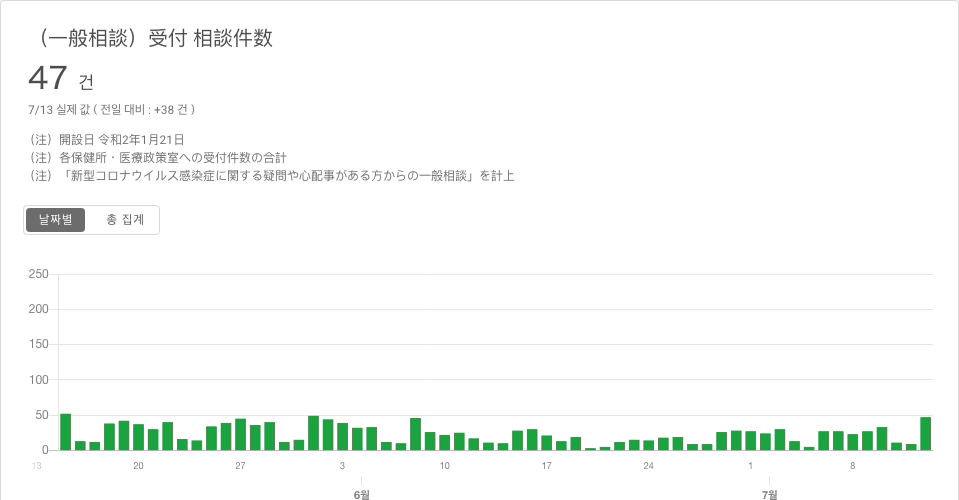 （一般相談）受付 相談件数
47 건
7/13 실제 값 ( 전일 대비 : +38 건 )
（注）開設日 令和2年1月21日
（注）各保健所・医療政策室への受付件数の合計
（注）「新型コロナウイルス感染症に関する疑問や心配事がある方からの一般相談」を計上
날짜별 총 집계
250
200
150
100
50
0
13 20 27 3 10 17 24 1 8
6월 7월